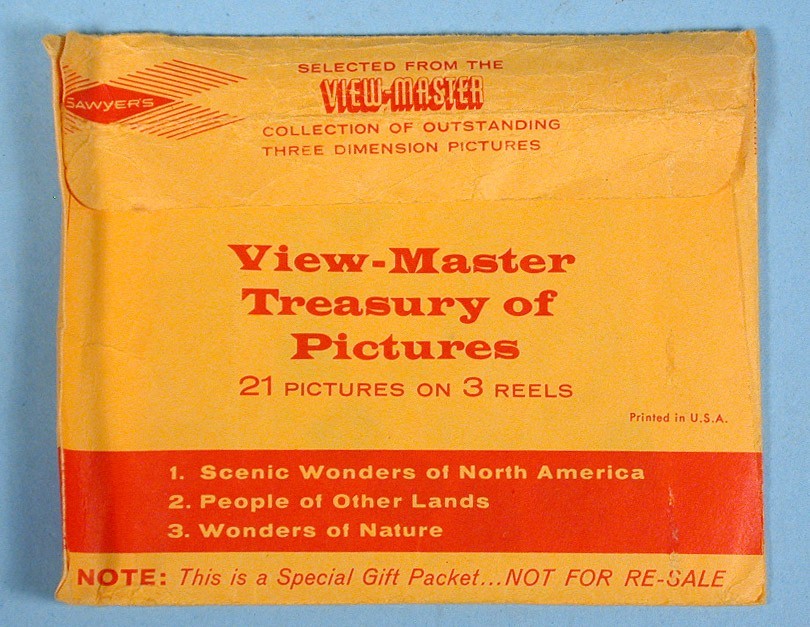 SAWYER'S
SELECTED FROM THE
VIEW-MASTER
COLLECTION OF OUTSTANDING
THREE DIMENSION PICTURES
View-Master
Treasury of
Pictures
21 PICTURES ON 3 REELS
Printed in U.S.A.
1. Scenic Wonders of North America
2. People of Other Lands
3. Wonders of Nature
NOTE: This is a Special Gift Packet...NOT FOR RE-SALE